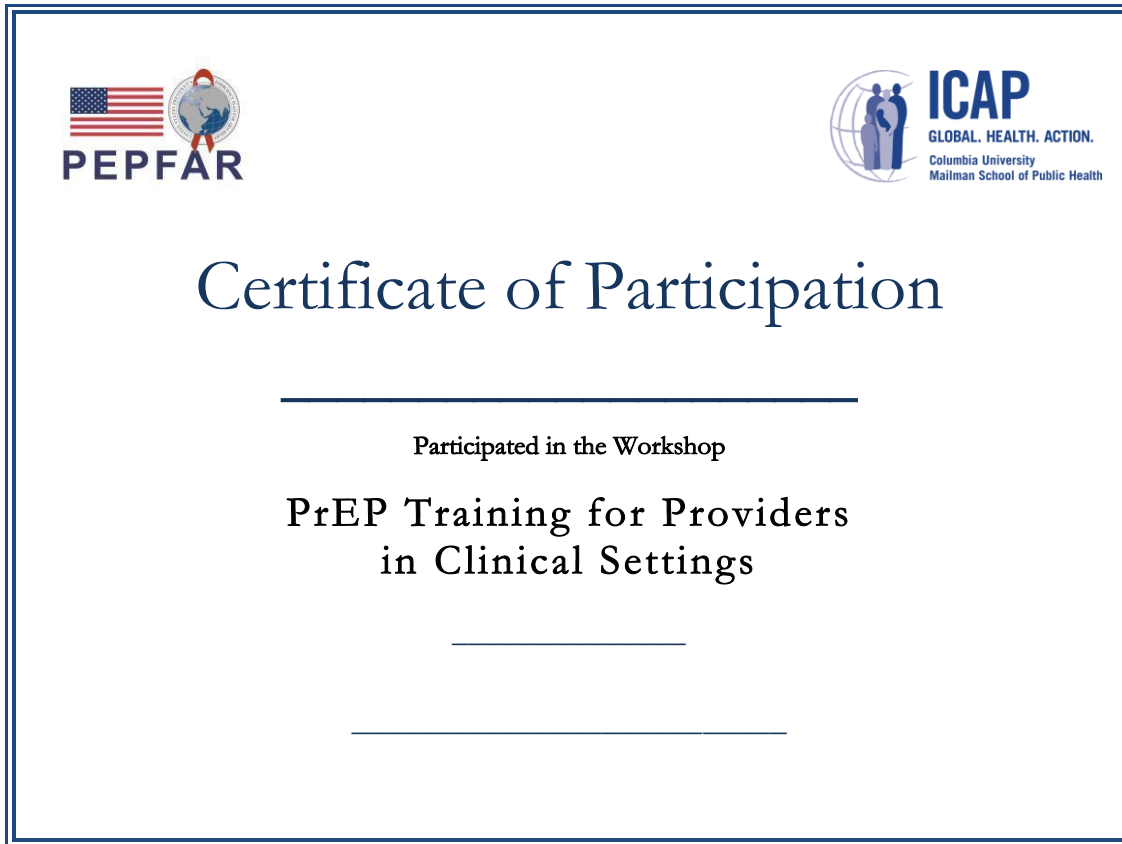 PEPFAR
ICAP
GLOBAL. HEALTH. ACTION.
Columbia University
Mailman School of Public Health
Certificate of Participation
Participated in the Workshop
PrEP Training for Providers
in Clinical Settings